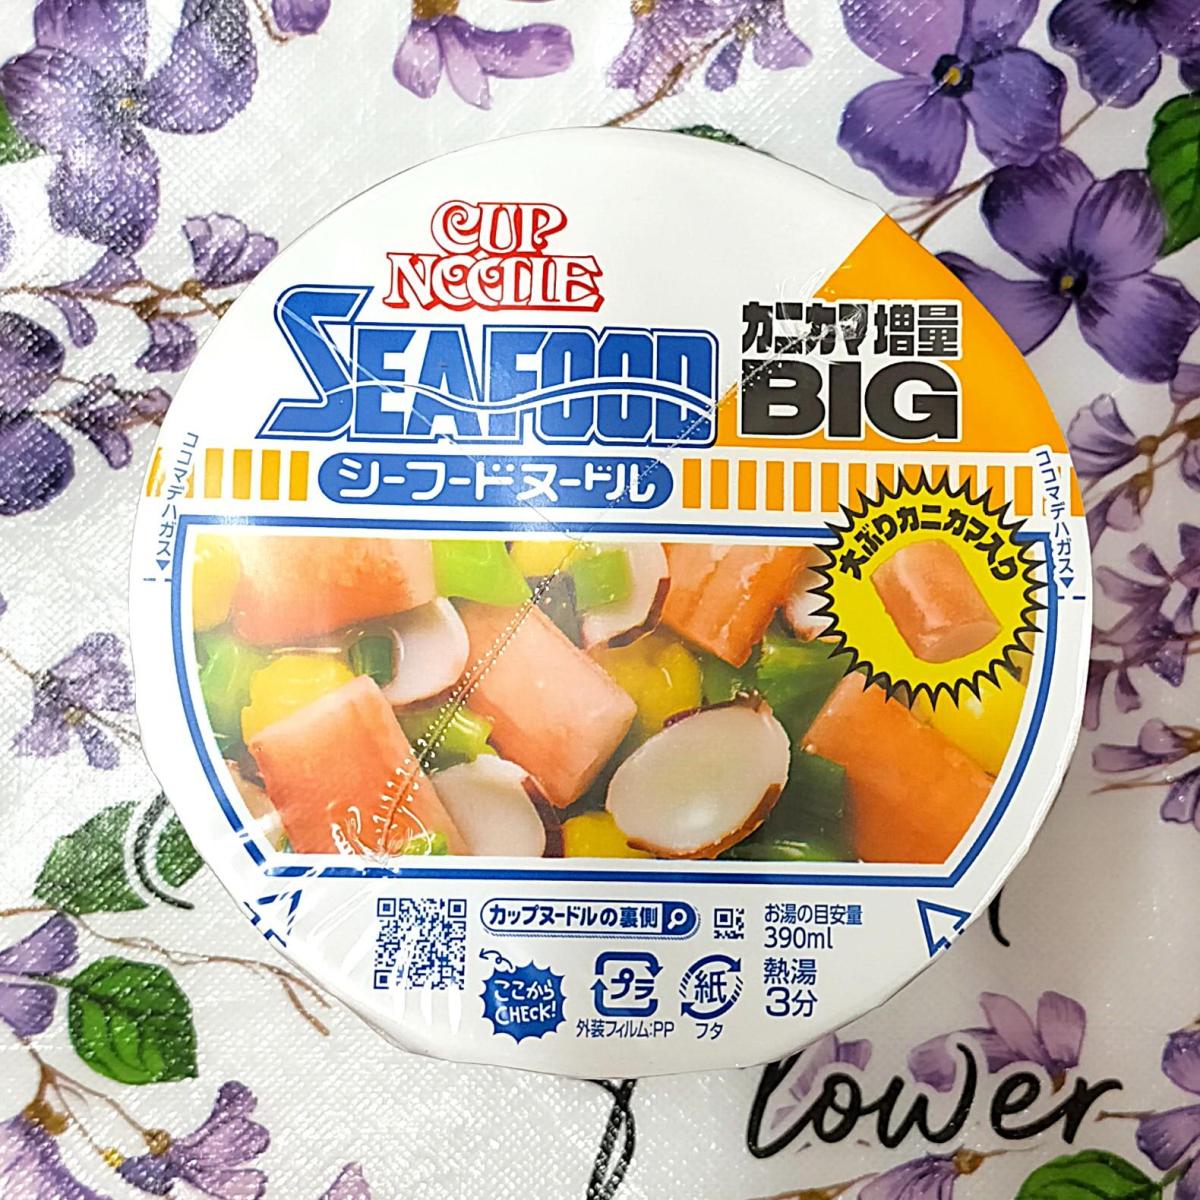 CUP
NOODLE
SEAFOOD
カニカマ増量
BIG
シーフードヌードル
ココマデハガス
ココマデハガス
大ぶりカニカマ入り
カップヌードルの裏側
ここから
CHECK!
プラ
外装フィルム:PP
紙
フタ
お湯の目安量
390ml
熱湯
3分
lower